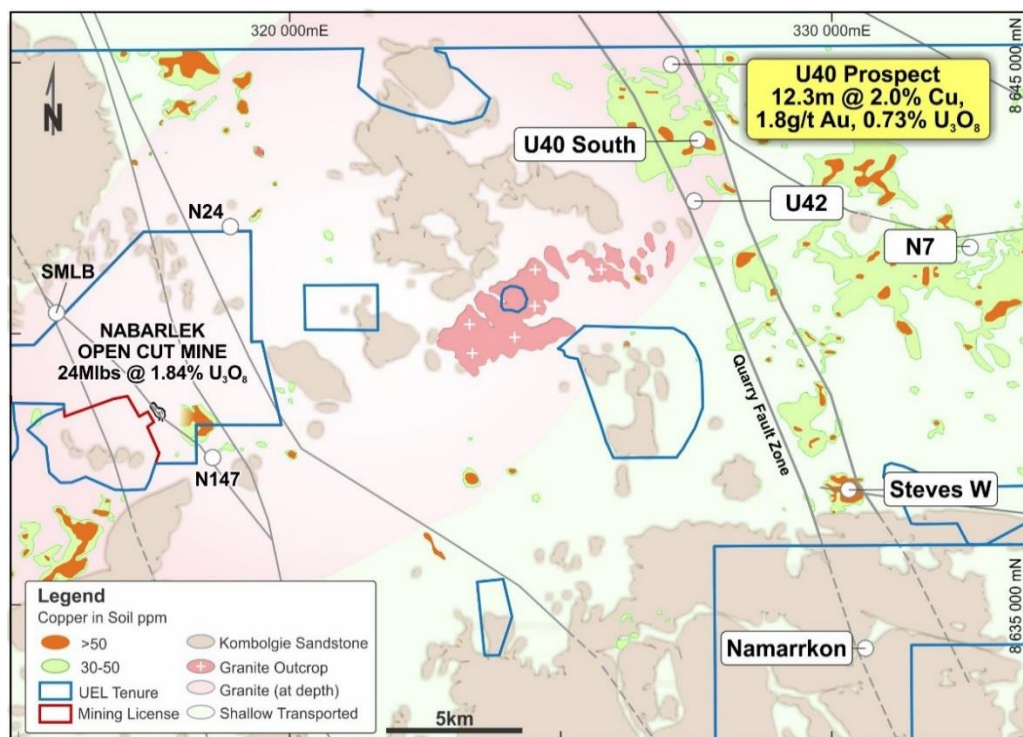 320 000mE
330 000mE
8 645 000 mN
N
U40 Prospect
12.3m @ 2.0% Cu,
1.8g/t Au, 0.73% U₃O₈
U40 South
N24
U42
N7
SMLB
NABARLEK
OPEN CUT MINE
24Mlbs @ 1.84% U₃O₈
Quarry Fault Zone
N147
Steves W
8 635 000 mN
Namarrkon
Legend
Copper in Soil ppm
>50
30-50
UEL Tenure
Mining License
Kombolgie Sandstone
Granite Outcrop
Granite (at depth)
Shallow Transported
5km